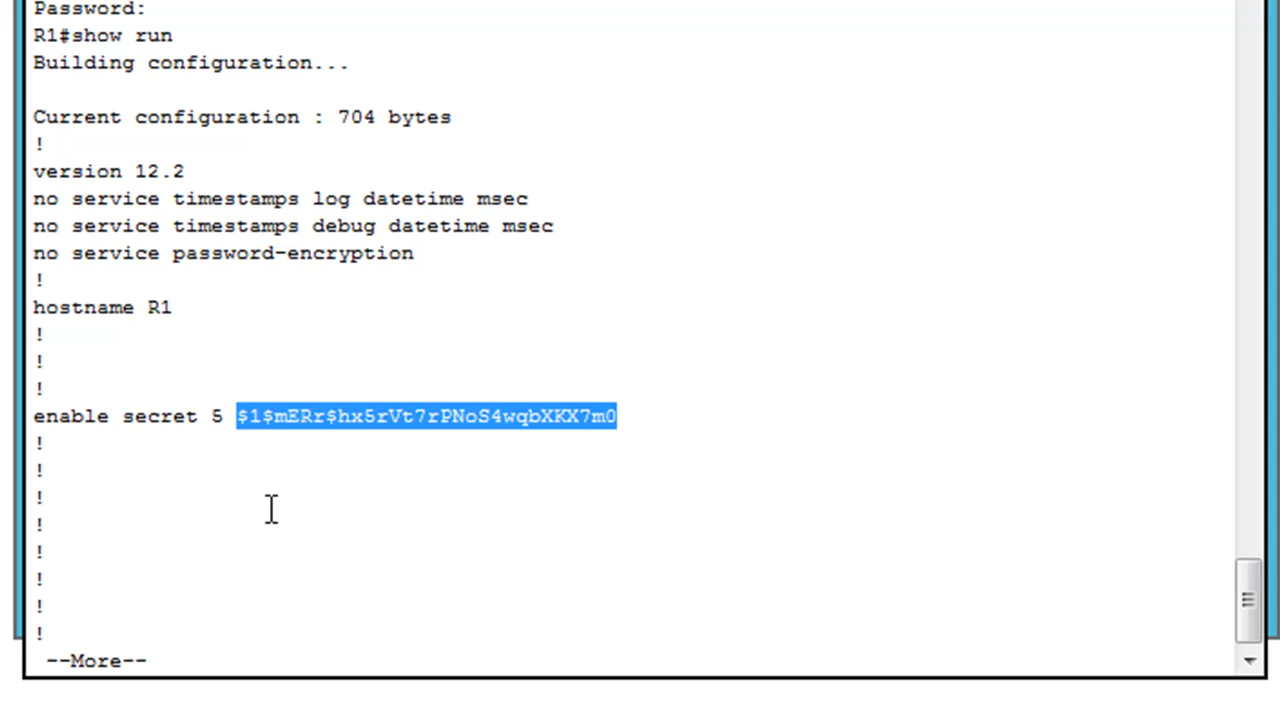 Password:
R1#show run
Building configuration...
Current configuration : 704 bytes
!
version 12.2
no service timestamps log datetime msec
no service timestamps debug datetime msec
no service password-encryption
!
hostname R1
!
!
!
enable secret 5 $1$mERr$hx5rVt7rPNoS4wqbXKX7m0
!
!
!
!
!
!
!
!
--More--